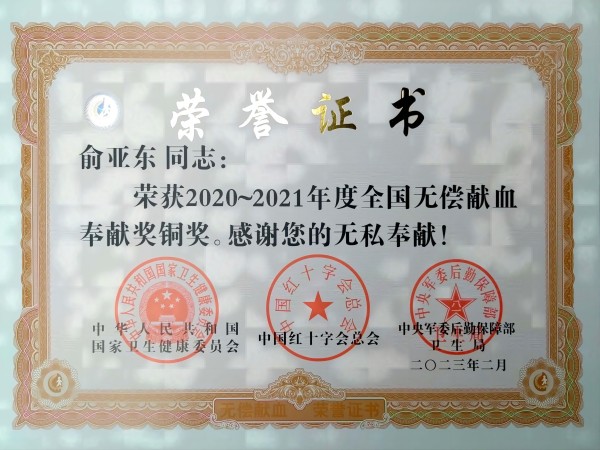 荣誉证书
俞亚东 同志：
荣获2020~2021年度全国无偿献血
奉献奖铜奖。感谢您的无私奉献！
中华人民共和国国家卫生健康委员会
中国红十字会总会
中央军委后勤保障部
中华人民共和国
国家卫生健康委员会
中国红十字会总会
中央军委后勤保障部
卫生局
二〇二三年二月
无偿献血 荣誉证书